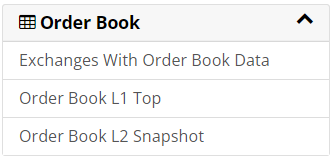 Order Book
Exchanges With Order Book Data
Order Book L1 Top
Order Book L2 Snapshot